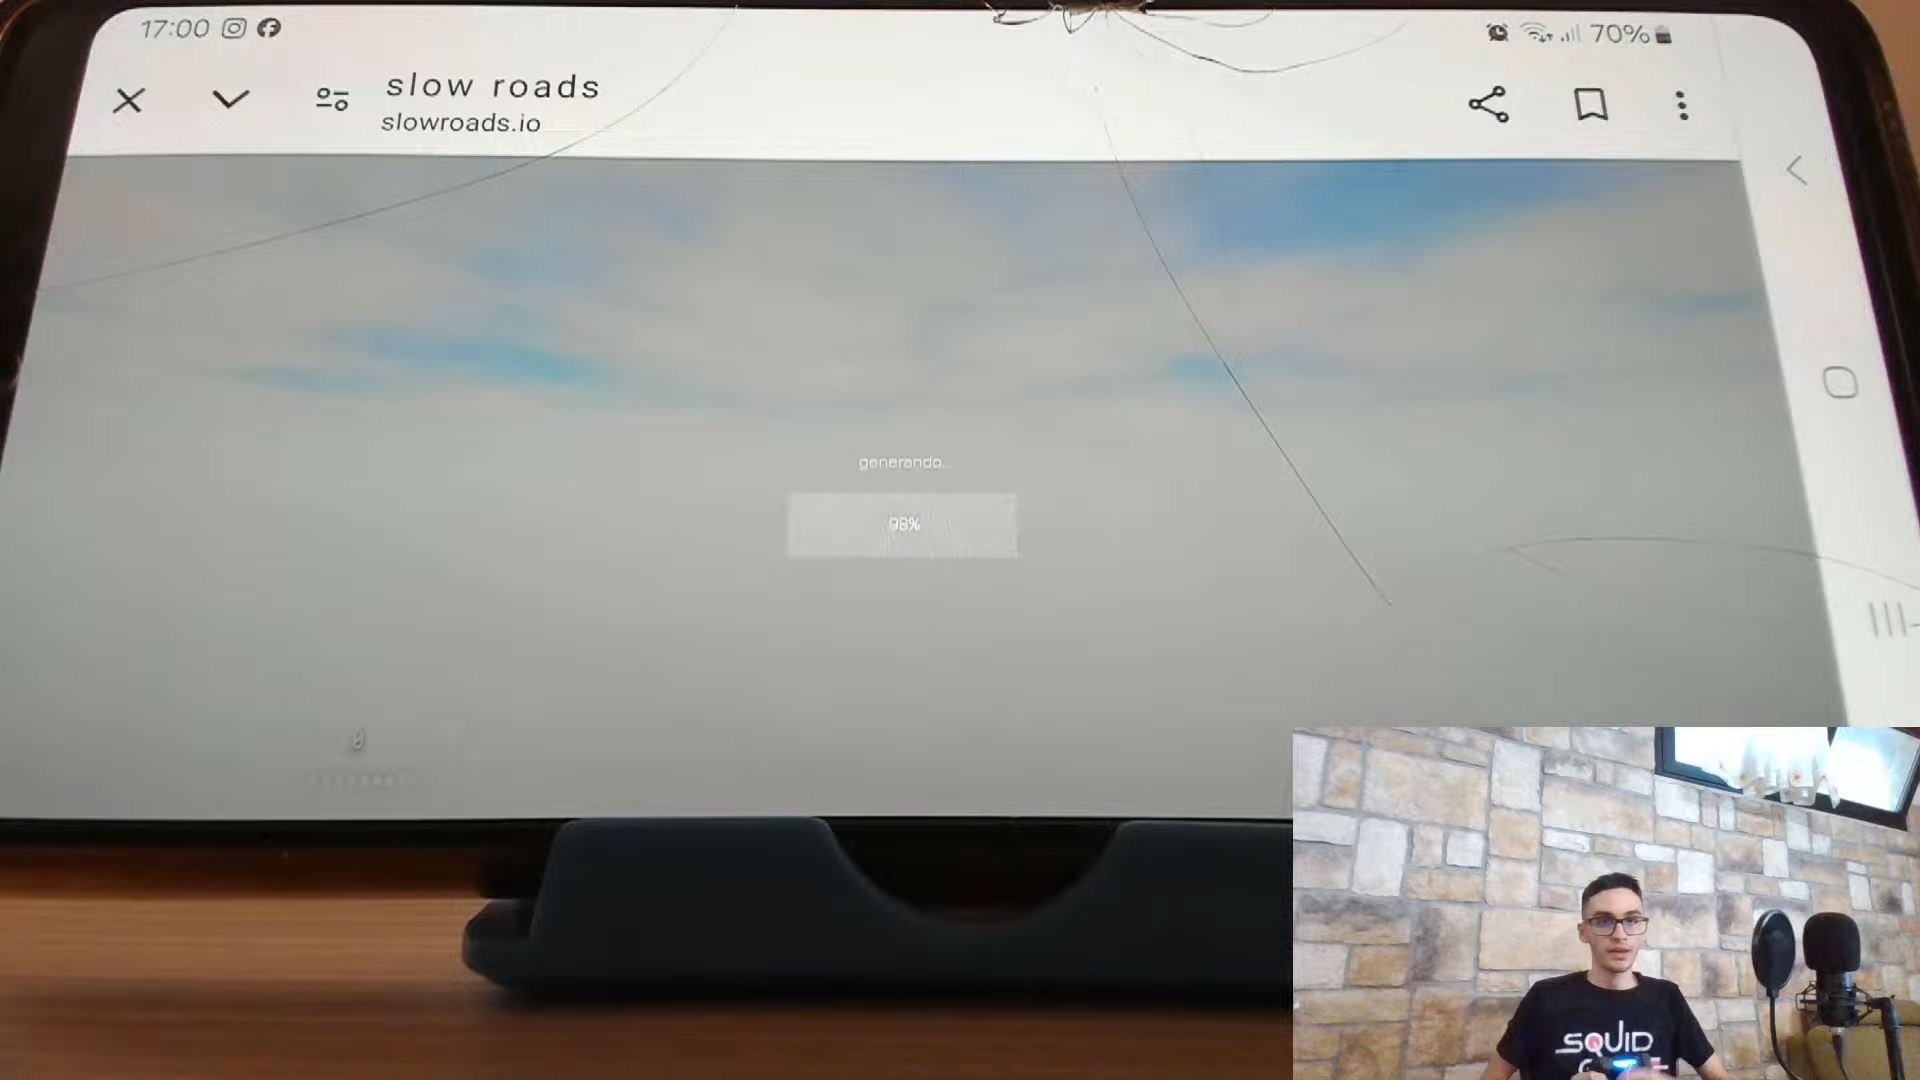 17:00
70%
slow roads
slowroads.io
generando...
98%
SQUID